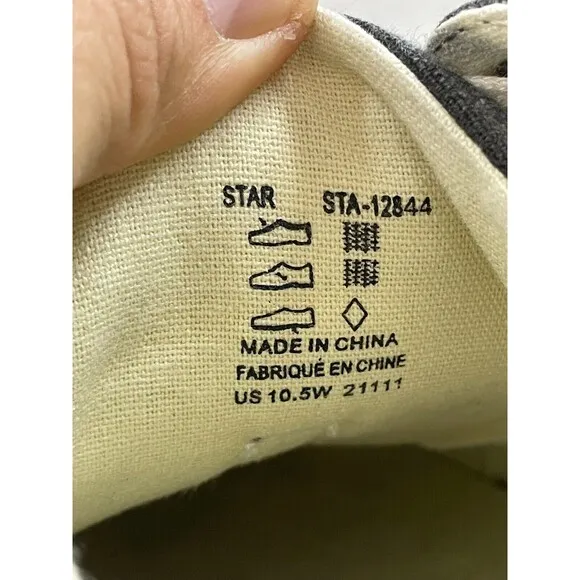 STAR STA-12844
MADE IN CHINA
FABRIQUÉ EN CHINE
US 10.5W 21111